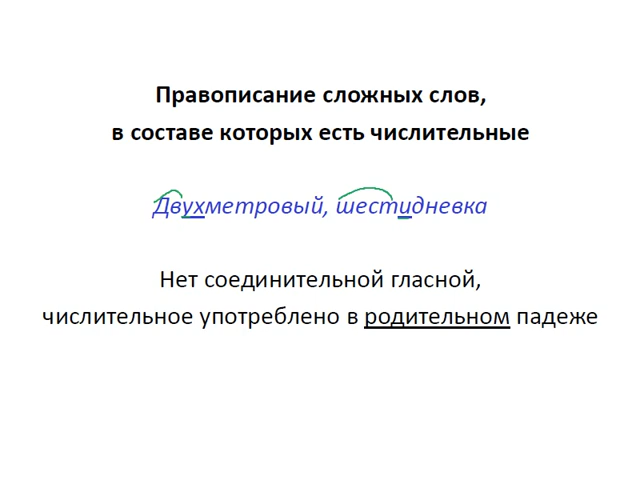 Правописание сложных слов,
в составе которых есть числительные
Двухметровый, шестидневка
Нет соединительной гласной,
числительное употреблено в родительном падеже